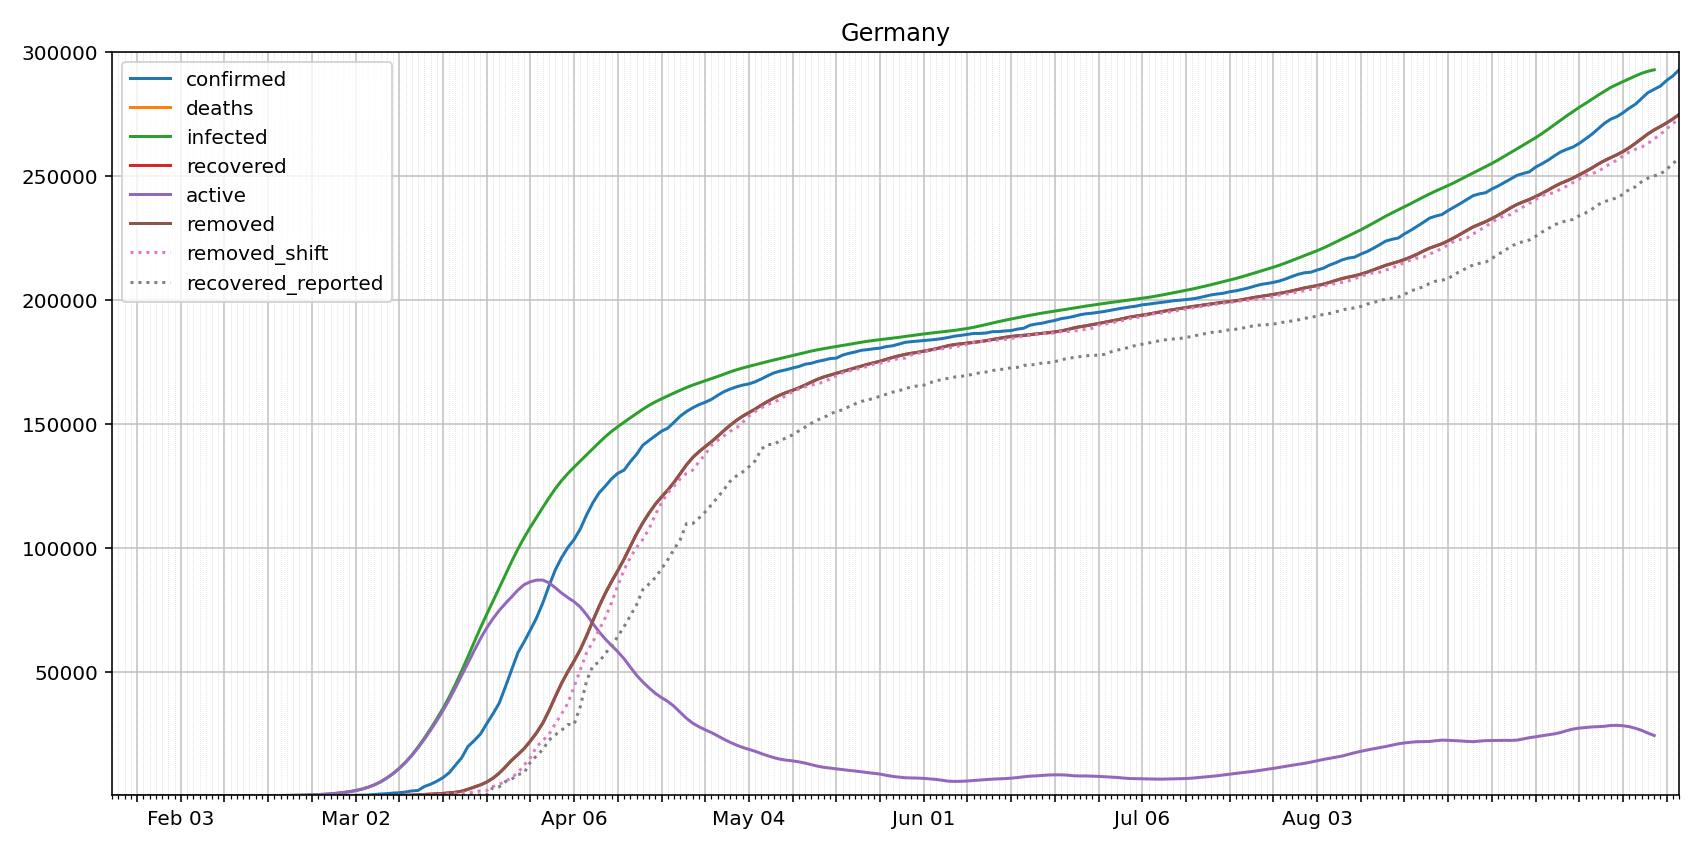 Germany
300000
250000
200000
150000
100000
50000
confirmed
deaths
infected
recovered
active
removed
removed_shift
recovered_reported
Feb 03 Mar 02 Apr 06 May 04 Jun 01 Jul 06 Aug 03